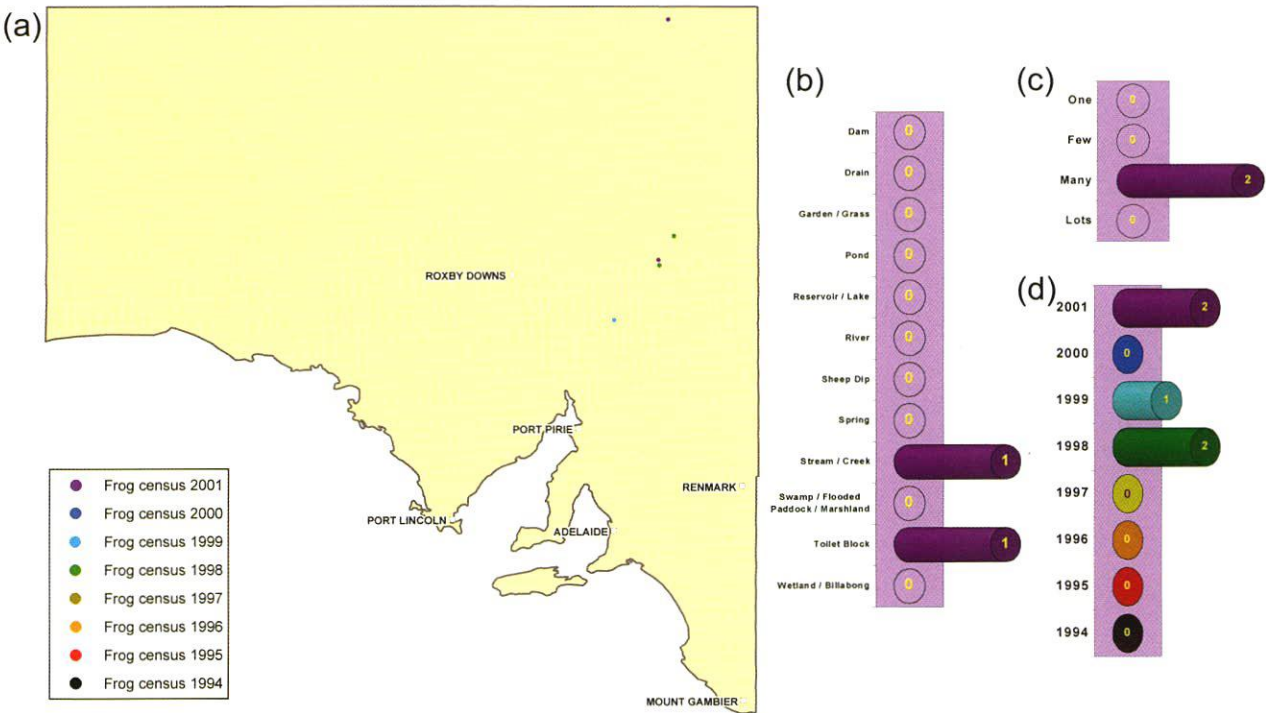 (a)
ROXBY DOWNS
PORT PIRIE
RENMARK
PORT LINCOLN
ADELAIDE
MOUNT GAMBIER
Frog census 2001
Frog census 2000
Frog census 1999
Frog census 1998
Frog census 1997
Frog census 1996
Frog census 1995
Frog census 1994
(b)
Dam 0
Drain 0
Garden / Grass 0
Pond 0
Reservoir / Lake 0
River 0
Sheep Dip 0
Spring 0
Stream / Creek 1
Swamp / Flooded
Paddock / Marshland 0
Toilet Block 1
Wetland / Billabong 0
(c)
One 0
Few 0
Many 2
Lots 0
(d)
2001 2
2000 0
1999 1
1998 2
1997 0
1996 0
1995 0
1994 0